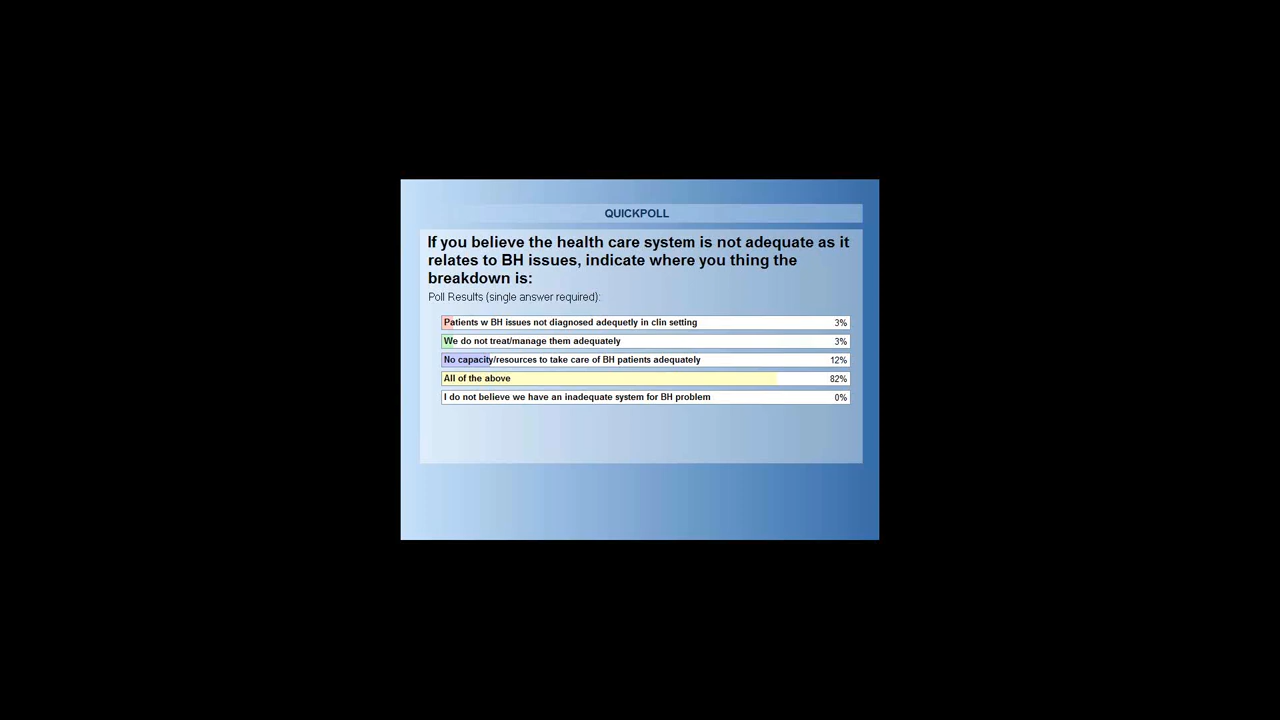 QUICKPOLL
If you believe the health care system is not adequate as it
relates to BH issues, indicate where you thing the
breakdown is:
Poll Results (single answer required):
Patients w BH issues not diagnosed adequetly in clin setting 3%
We do not treat/manage them adequately 3%
No capacity/resources to take care of BH patients adequately 12%
All of the above 82%
I do not believe we have an inadequate system for BH problem 0%